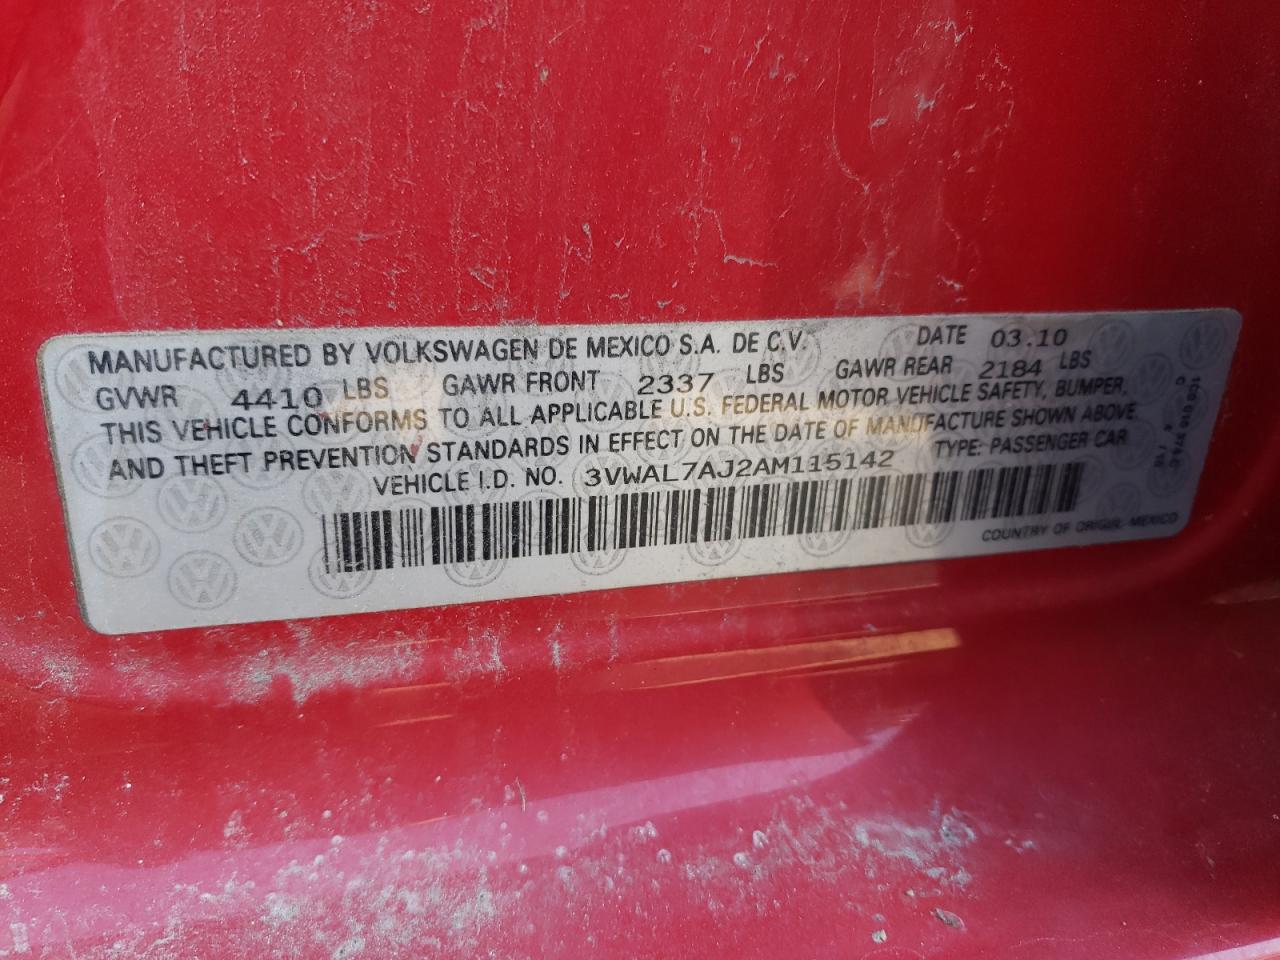 MANUFACTURED BY VOLKSWAGEN DE MEXICO S.A. DE C.V. DATE 03.10
GVWR 4410 LBS GAWR FRONT 2337 LBS GAWR REAR 2184 LBS
THIS VEHICLE CONFORMS TO ALL APPLICABLE U.S. FEDERAL MOTOR VEHICLE SAFETY, BUMPER,
AND THEFT PREVENTION STANDARDS IN EFFECT ON THE DATE OF MANUFACTURE SHOWN ABOVE.
VEHICLE I.D. NO. 3VWAL7AJ2AM115142 TYPE: PASSENGER CAR
COUNTRY OF ORIGIN: MEXICO